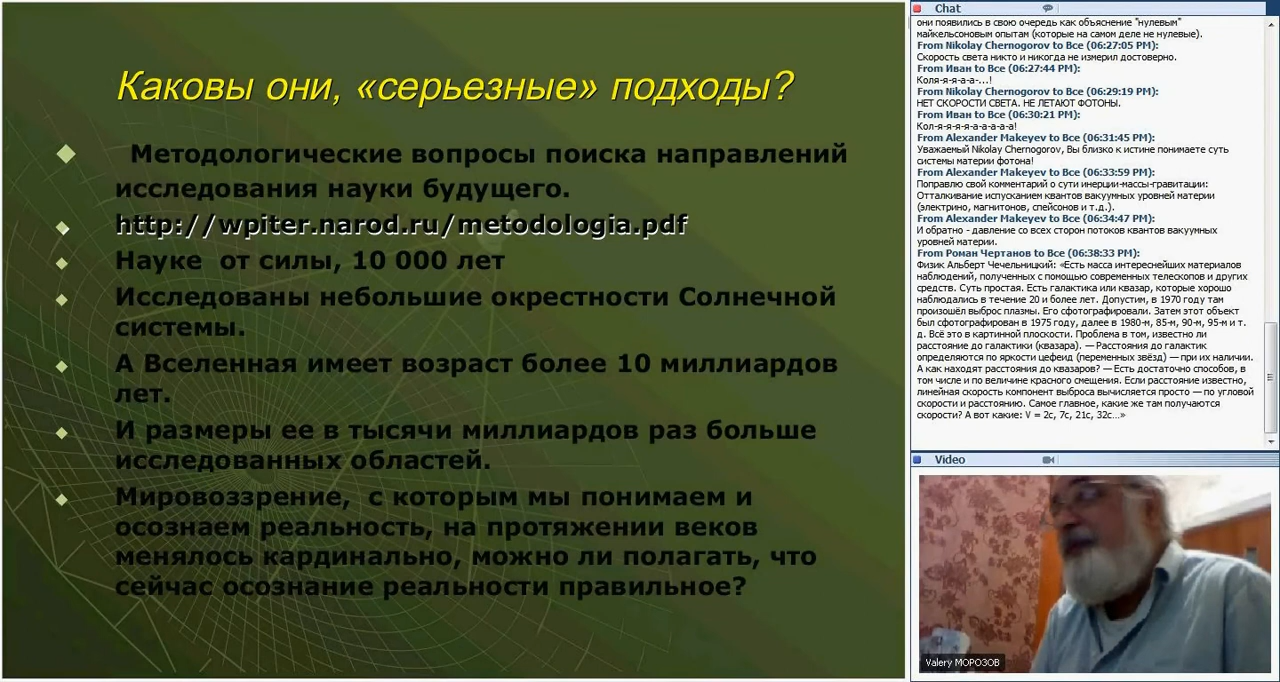 Каковы они, «серьезные» подходы?
Методологические вопросы поиска направлений
исследования науки будущего.
http://wpiter.narod.ru/metodologia.pdf
Науке от силы, 10 000 лет
Исследованы небольшие окрестности Солнечной
системы.
А Вселенная имеет возраст более 10 миллиардов
лет.
И размеры ее в тысячи миллиардов раз больше
исследованных областей.
Мировоззрение, с которым мы понимаем и
осознаем реальность, на протяжении веков
менялось кардинально, можно ли полагать, что
сейчас осознание реальности правильное?
Chat
они появились в свою очередь как объяснение "нулевым"
майкельсоновым опытам (которые на самом деле не нулевые).
From Nikolay Chernogorov to Все (06:27:05 PM):
Скорость света никто и никогда не измерил достоверно.
From Иван to Все (06:27:44 PM):
Коля-я-я-а-а-...!
From Nikolay Chernogorov to Все (06:29:19 PM):
НЕТ СКОРОСТИ СВЕТА. НЕ ЛЕТАЮТ ФОТОНЫ.
From Иван to Все (06:30:21 PM):
Кол-я-я-я-я-а-а-а-а-а!
From Alexander Makeyev to Все (06:31:45 PM):
Уважаемый Nikolay Chernogorov, Вы близко к истине понимаете суть
системы материи фотона!
From Alexander Makeyev to Все (06:33:59 PM):
Поправлю свой комментарий о сути инерции-массы-гравитации:
Отталкивание испусканием квантов вакуумных уровней материи
(электрино, магнитонов, спейсонов и т.д.).
From Alexander Makeyev to Все (06:34:47 PM):
И обратно - давление со всех сторон потоков квантов вакуумных
уровней материи.
From Роман Чертанов to Все (06:38:33 PM):
Физик Альберт Чечельницкий: «Есть масса интереснейших материалов
наблюдений, полученных с помощью современных телескопов и других
средств. Суть простая. Есть галактика или квазар, которые хорошо
наблюдались в течение 20 и более лет. Допустим, в 1970 году там
произошёл выброс плазмы. Его сфотографировали. Затем этот объект
был сфотографирован в 1975 году, далее в 1980-м, 85-м, 90-м, 95-м и т.
д. Всё это в картинной плоскости. Проблема в том, известно ли
расстояние до галактики (квазара). — Расстояния до галактик
определяются по яркости цефеид (переменных звёзд) — при их наличии.
А как находят расстояния до квазаров? — Есть достаточно способов, в
том числе и по величине красного смещения. Если расстояние известно,
линейная скорость компонент выброса вычисляется просто — по угловой
скорости и расстоянию. Самое главное, какие же там получаются
скорости? А вот какие: V = 2c, 7c, 21c, 32c...»
Video
Valery МОРОЗОВ